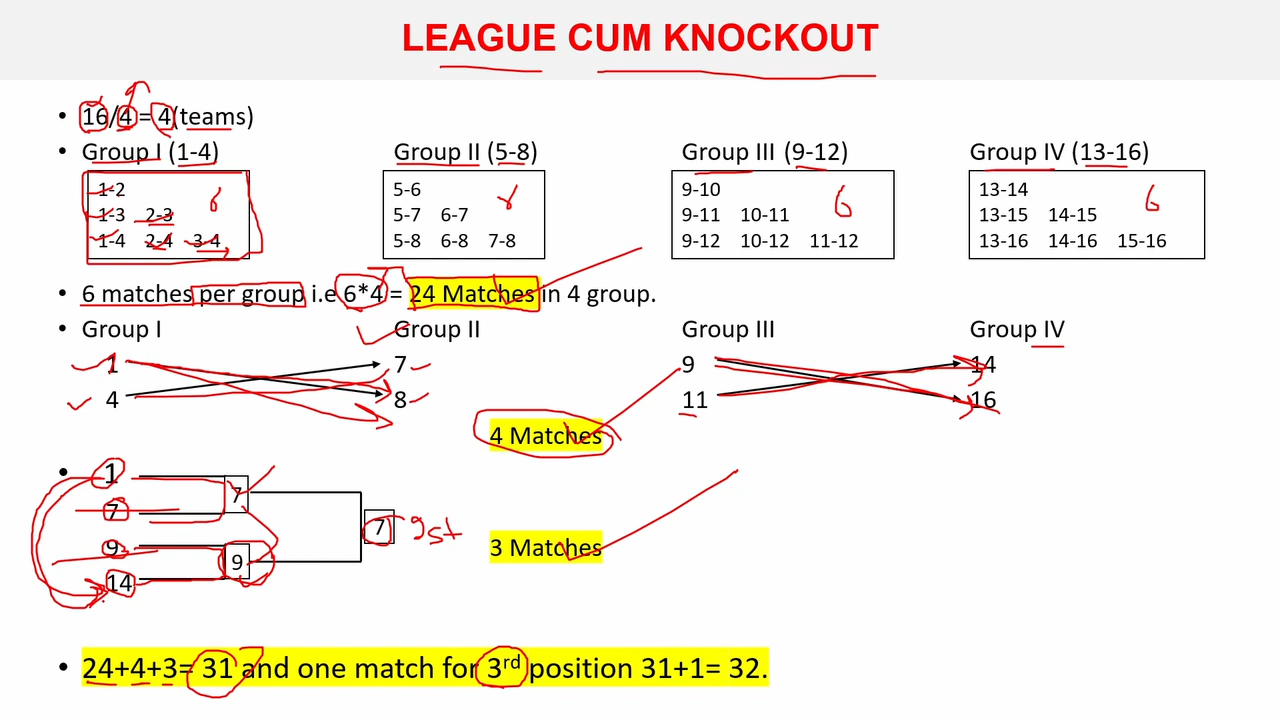 LEAGUE CUM KNOCKOUT
• 16/4 = 4(teams)
• Group I (1-4) Group II (5-8) Group III (9-12) Group IV (13-16)
1-2 5-6 9-10 13-14
1-3 2-3 6 5-7 6-7 9-11 10-11 6 13-15 14-15 6
1-4 2-4 3-4 5-8 6-8 7-8 9-12 10-12 11-12 13-16 14-16 15-16
• 6 matches per group i.e 6*4 = 24 Matches in 4 group.
• Group I Group II Group III Group IV
1 7 9 14
4 8 11 16
4 Matches
• 1
7
7
7
9
9
14
3 Matches
• 24+4+3= 31 and one match for 3rd position 31+1= 32.